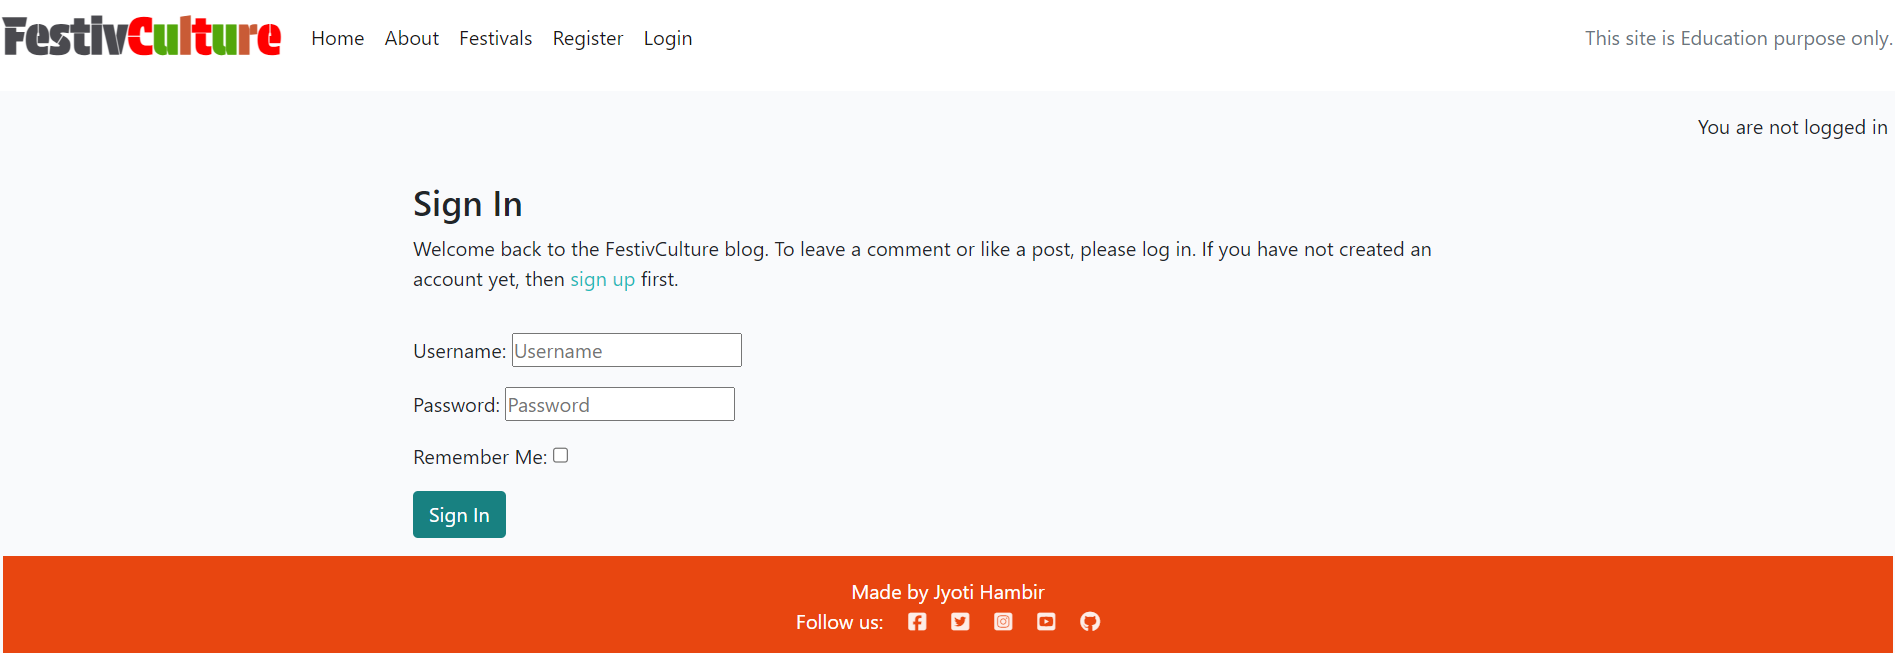 FestivCulture Home About Festivals Register Login This site is Education purpose only.
You are not logged in
Sign In
Welcome back to the FestivCulture blog. To leave a comment or like a post, please log in. If you have not created an
account yet, then sign up first.
Username: Username
Password: Password
Remember Me:
Sign In
Made by Jyoti Hambir
Follow us: